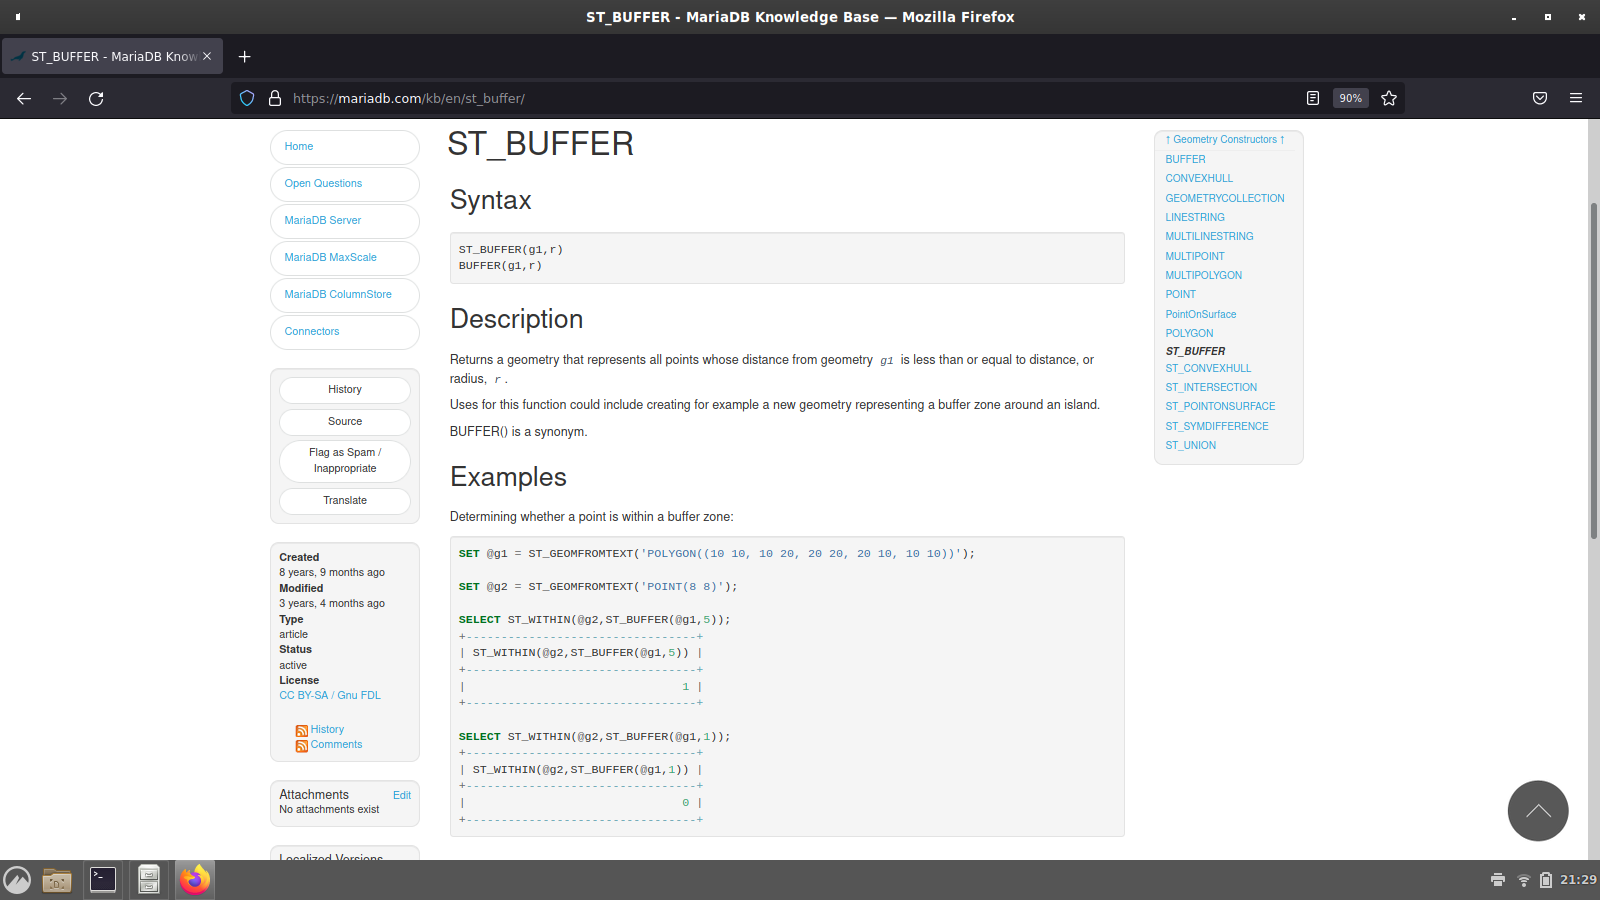 ST_BUFFER - MariaDB Knowledge Base — Mozilla Firefox
ST_BUFFER - MariaDB Know
https://mariadb.com/kb/en/st_buffer/
90%
Home
Open Questions
MariaDB Server
MariaDB MaxScale
MariaDB ColumnStore
Connectors
History
Source
Flag as Spam /
Inappropriate
Translate
Created
8 years, 9 months ago
Modified
3 years, 4 months ago
Type
article
Status
active
License
CC BY-SA / Gnu FDL
History
Comments
Attachments
Edit
No attachments exist
Localized Versions
ST_BUFFER
Syntax
ST_BUFFER(g1,r)
BUFFER(g1,r)
Description
Returns a geometry that represents all points whose distance from geometry g1 is less than or equal to distance, or
radius, r .
Uses for this function could include creating for example a new geometry representing a buffer zone around an island.
BUFFER() is a synonym.
Examples
Determining whether a point is within a buffer zone:
SET @g1 = ST_GEOMFROMTEXT('POLYGON((10 10, 10 20, 20 20, 20 10, 10 10))');
SET @g2 = ST_GEOMFROMTEXT('POINT(8 8)');
SELECT ST_WITHIN(@g2,ST_BUFFER(@g1,5));
+---------------------------------+
| ST_WITHIN(@g2,ST_BUFFER(@g1,5)) |
+---------------------------------+
|                               1 |
+---------------------------------+
SELECT ST_WITHIN(@g2,ST_BUFFER(@g1,1));
+---------------------------------+
| ST_WITHIN(@g2,ST_BUFFER(@g1,1)) |
+---------------------------------+
|                               0 |
+---------------------------------+
↑ Geometry Constructors ↑
BUFFER
CONVEXHULL
GEOMETRYCOLLECTION
LINESTRING
MULTILINESTRING
MULTIPOINT
MULTIPOLYGON
POINT
PointOnSurface
POLYGON
ST_BUFFER
ST_CONVEXHULL
ST_INTERSECTION
ST_POINTONSURFACE
ST_SYMDIFFERENCE
ST_UNION
21:29